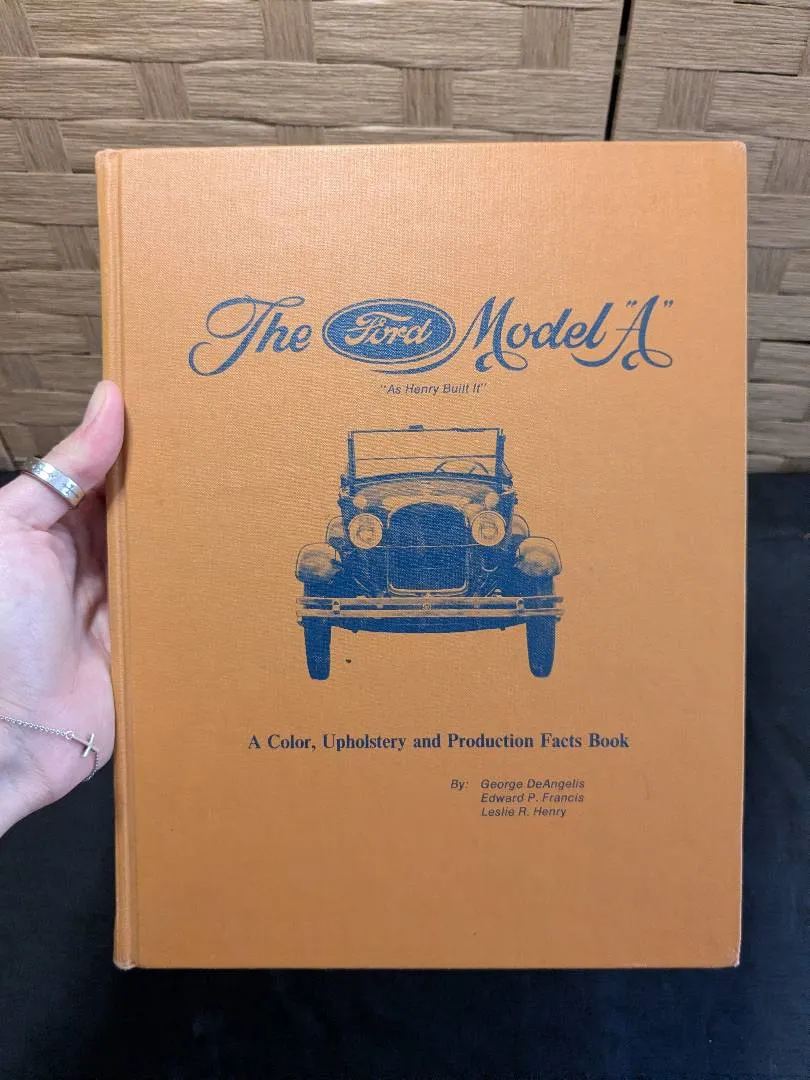 The Ford Model "A"
"As Henry Built It"
A Color, Upholstery and Production Facts Book
By: George DeAngelis
Edward P. Francis
Leslie R. Henry